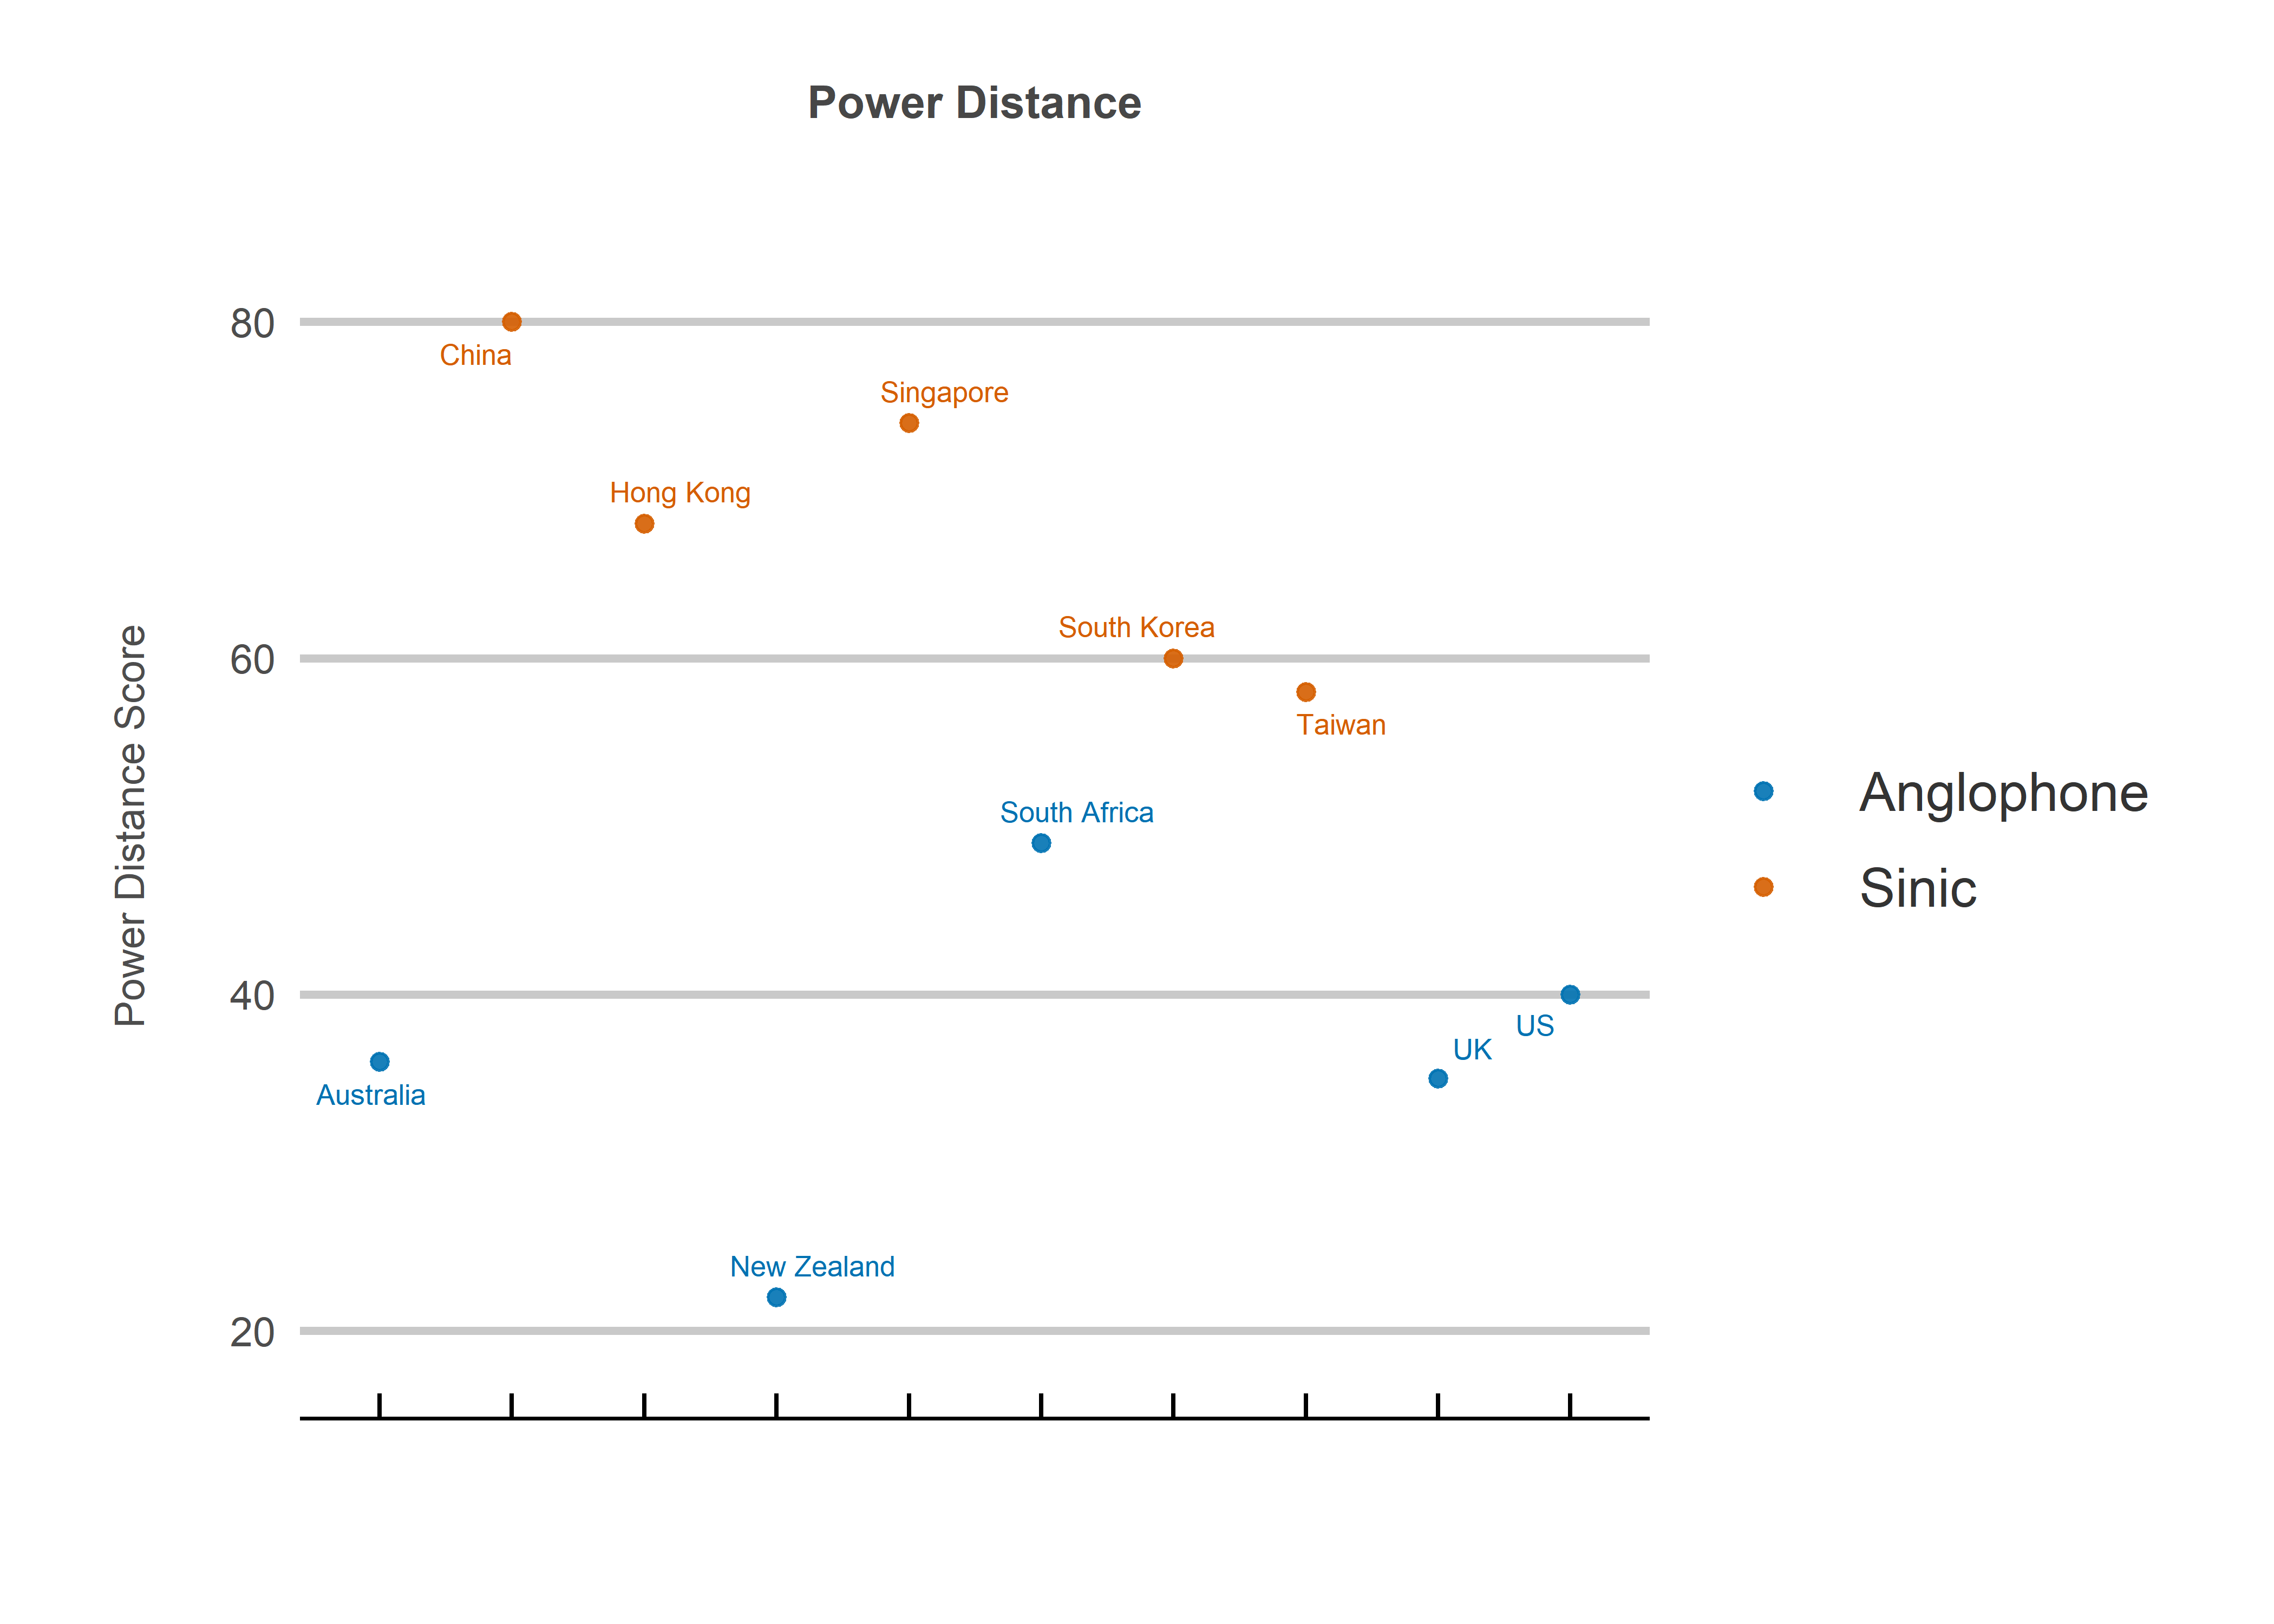 Power Distance
Power Distance Score
80
60
40
20
China
Singapore
Hong Kong
South Korea
Taiwan
South Africa
US
UK
Australia
New Zealand
Anglophone
Sinic